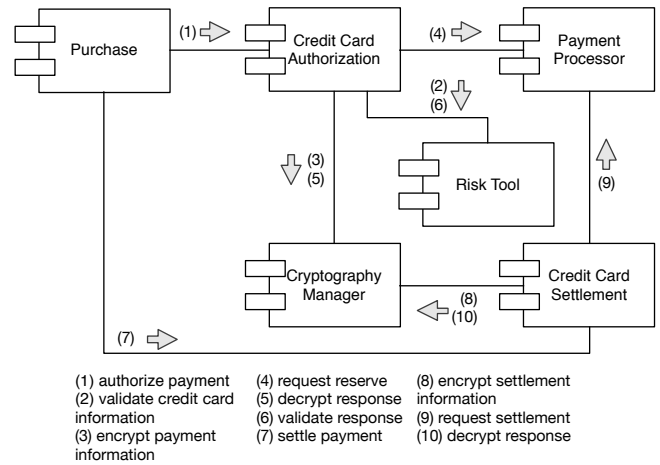 Purchase
(1)
Credit Card
Authorization
(4)
Payment
Processor
(2)
(6)
(3)
(5)
Risk Tool
(9)
Cryptography
Manager
(8)
(10)
Credit Card
Settlement
(7)
(1) authorize payment
(2) validate credit card
information
(3) encrypt payment
information
(4) request reserve
(5) decrypt response
(6) validate response
(7) settle payment
(8) encrypt settlement
information
(9) request settlement
(10) decrypt response